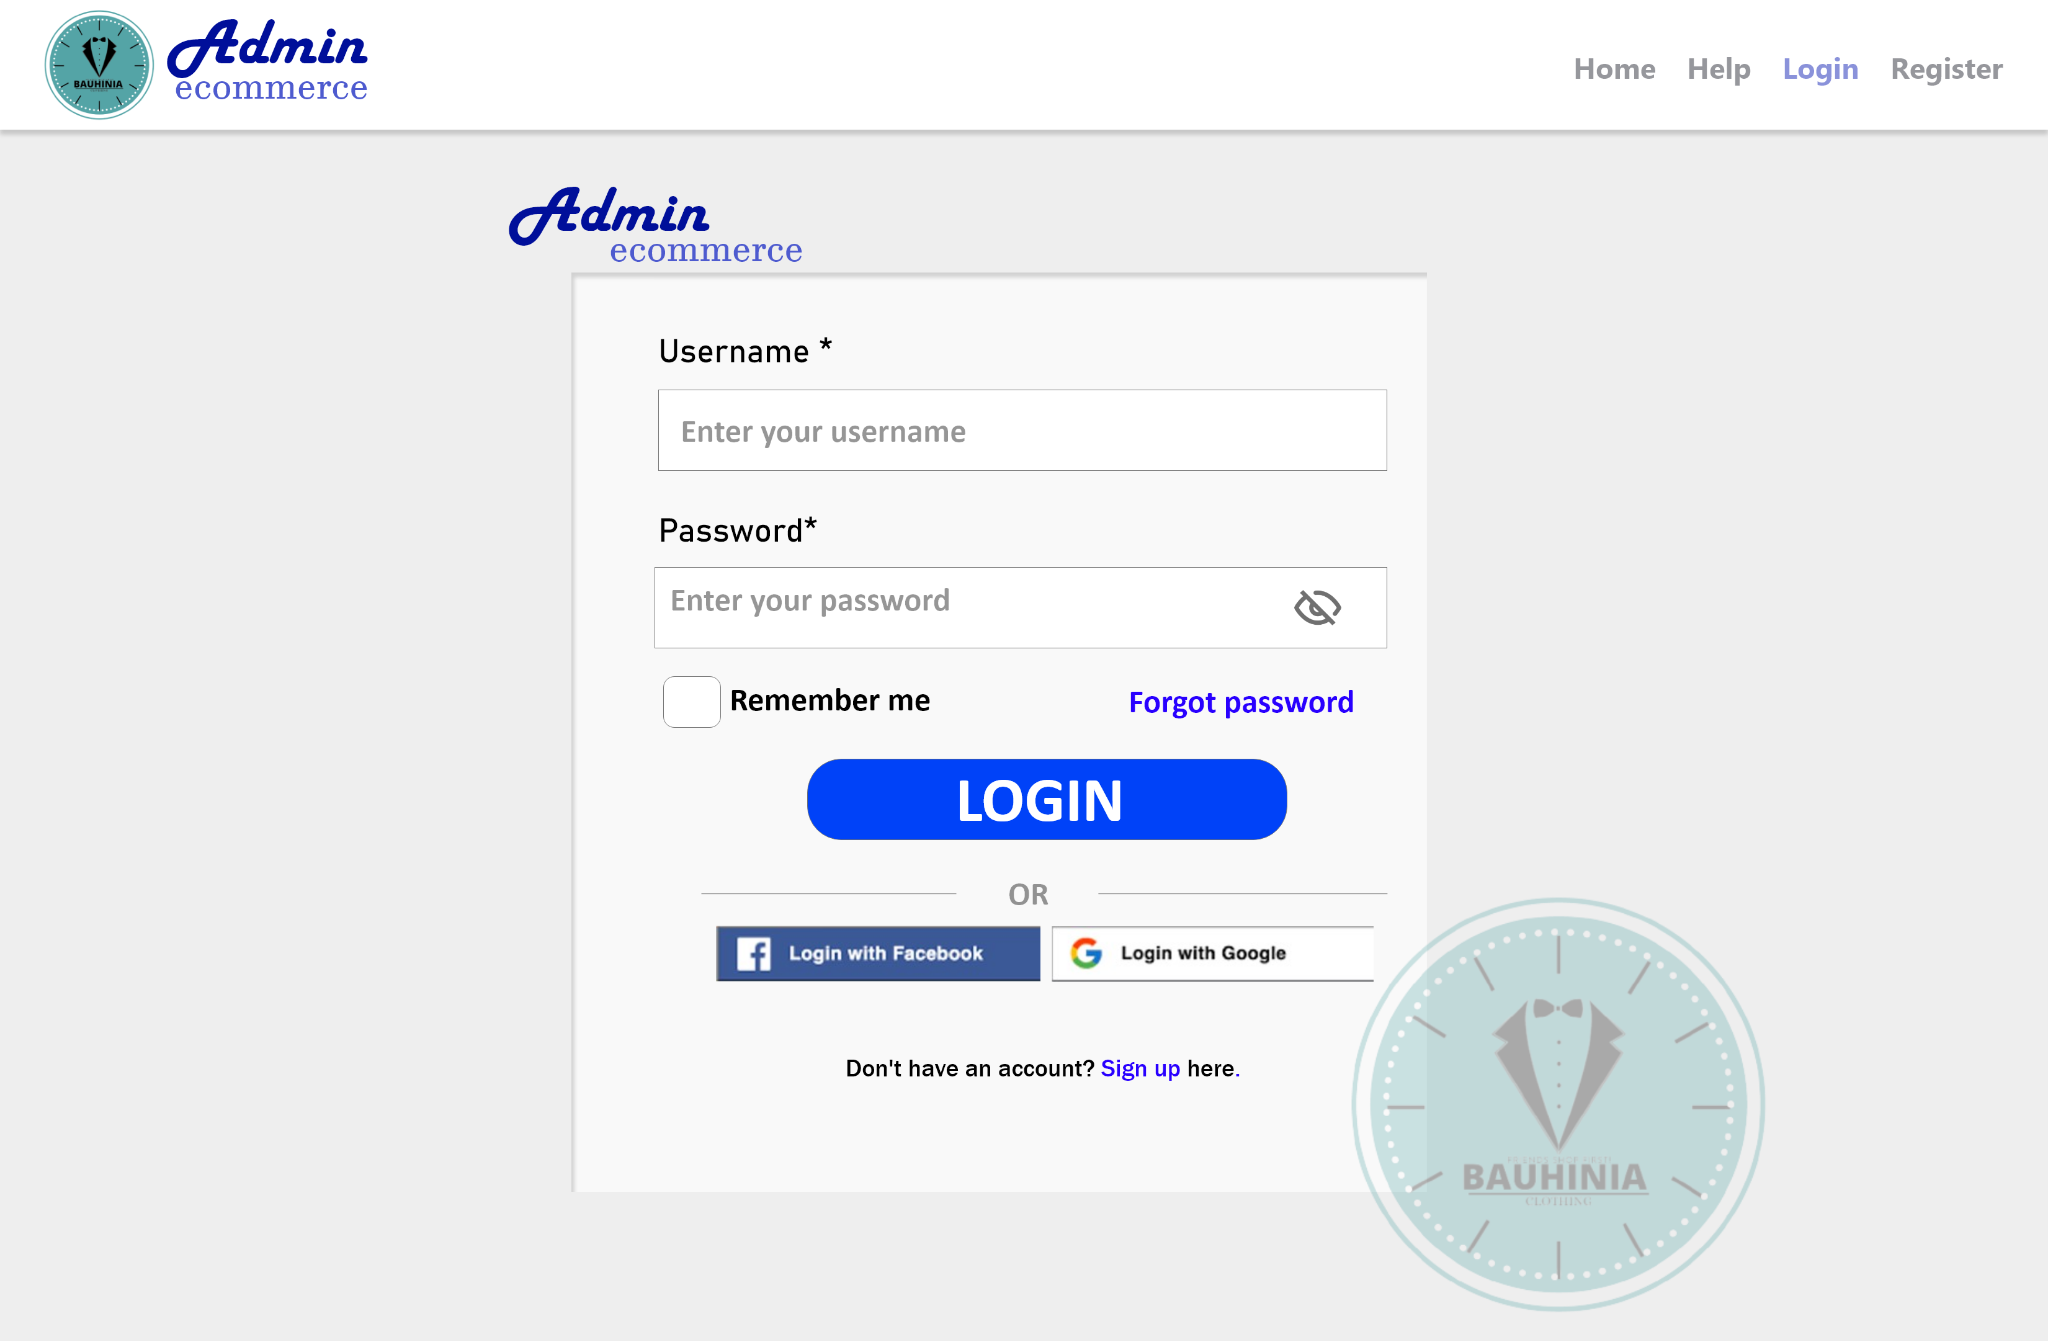 BAUHINIA
Admin
ecommerce
Home Help Login Register
Admin
ecommerce
Username *
Enter your username
Password*
Enter your password
Remember me
Forgot password
LOGIN
OR
Login with Facebook
Login with Google
Don't have an account? Sign up here.
BAUHINIA
CLOTHING